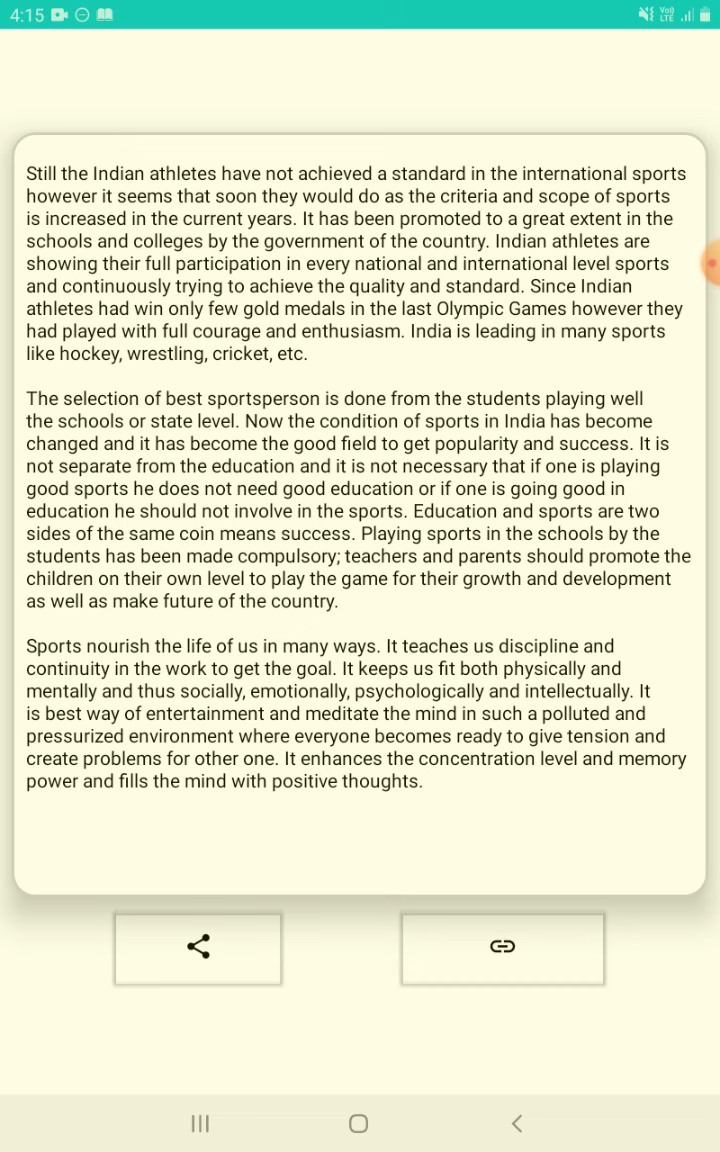 4:15
Vo))
LTE
Still the Indian athletes have not achieved a standard in the international sports
however it seems that soon they would do as the criteria and scope of sports
is increased in the current years. It has been promoted to a great extent in the
schools and colleges by the government of the country. Indian athletes are
showing their full participation in every national and international level sports
and continuously trying to achieve the quality and standard. Since Indian
athletes had win only few gold medals in the last Olympic Games however they
had played with full courage and enthusiasm. India is leading in many sports
like hockey, wrestling, cricket, etc.
The selection of best sportsperson is done from the students playing well
the schools or state level. Now the condition of sports in India has become
changed and it has become the good field to get popularity and success. It is
not separate from the education and it is not necessary that if one is playing
good sports he does not need good education or if one is going good in
education he should not involve in the sports. Education and sports are two
sides of the same coin means success. Playing sports in the schools by the
students has been made compulsory; teachers and parents should promote the
children on their own level to play the game for their growth and development
as well as make future of the country.
Sports nourish the life of us in many ways. It teaches us discipline and
continuity in the work to get the goal. It keeps us fit both physically and
mentally and thus socially, emotionally, psychologically and intellectually. It
is best way of entertainment and meditate the mind in such a polluted and
pressurized environment where everyone becomes ready to give tension and
create problems for other one. It enhances the concentration level and memory
power and fills the mind with positive thoughts.